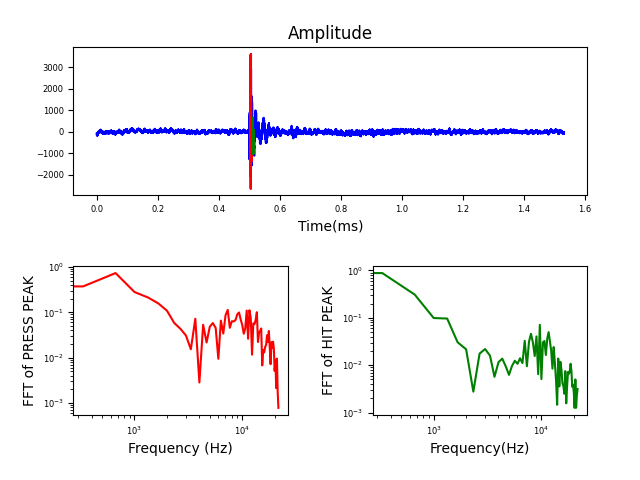 Amplitude
3000
2000
1000
0
−1000
−2000
0.0 0.2 0.4 0.6 0.8 1.0 1.2 1.4 1.6
Time(ms)
FFT of PRESS PEAK
10⁰
10⁻¹
10⁻²
10⁻³
10³ 10⁴
Frequency (Hz)
FFT of HIT PEAK
10⁰
10⁻¹
10⁻²
10⁻³
10³ 10⁴
Frequency(Hz)